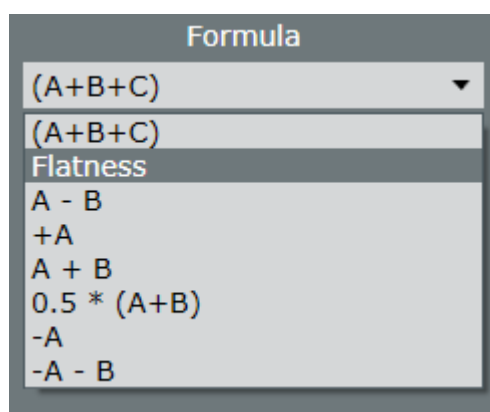 Formula
(A+B+C)
(A+B+C)
Flatness
A - B
+A
A + B
0.5 * (A+B)
-A
-A - B